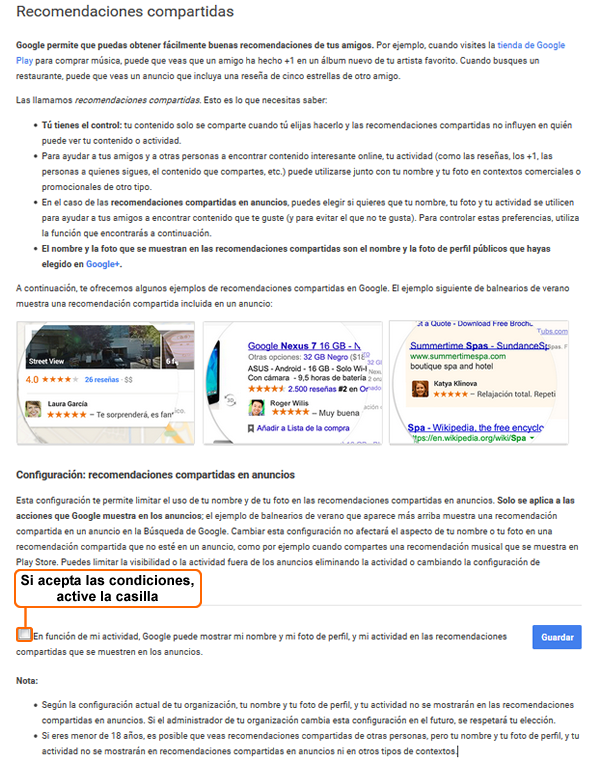 Recomendaciones compartidas
Google permite que puedas obtener fácilmente buenas recomendaciones de tus amigos. Por ejemplo, cuando visites la tienda de Google
Play para comprar música, puede que veas que un amigo ha hecho +1 en un álbum nuevo de tu artista favorito. Cuando busques un
restaurante, puede que veas un anuncio que incluya una reseña de cinco estrellas de otro amigo.
Las llamamos recomendaciones compartidas. Esto es lo que necesitas saber:
• Tú tienes el control: tu contenido solo se comparte cuando tú elijas hacerlo y las recomendaciones compartidas no influyen en quién
puede ver tu contenido o actividad.
• Para ayudar a tus amigos y a otras personas a encontrar contenido interesante online, tu actividad (como las reseñas, los +1, las
personas a quienes sigues, el contenido que compartes, etc.) puede utilizarse junto con tu nombre y tu foto en contextos comerciales o
promocionales de otro tipo.
• En el caso de las recomendaciones compartidas en anuncios, puedes elegir si quieres que tu nombre, tu foto y tu actividad se utilicen
para ayudar a tus amigos a encontrar contenido que te guste (y para evitar el que no te gusta). Para controlar estas preferencias, utiliza
la función que encontrarás a continuación.
• El nombre y la foto que se muestran en las recomendaciones compartidas son el nombre y la foto de perfil públicos que hayas
elegido en Google+.
A continuación, te ofrecemos algunos ejemplos de recomendaciones compartidas en Google. El ejemplo siguiente de balnearios de verano
muestra una recomendación compartida incluida en un anuncio:
Street View
4.0 ★★★★ 26 reseñas · $$
Laura García
★★★★★ – Te sorprenderá, es fan
Google Nexus 7 16 GB - N
Otras opciones: 32 GB Negro ($18
ASUS - Android - 16 GB - Solo Wi-
Con cámara - 9,5 horas de batería
2.500 reseñas #2 en
Roger Wilis
★★★★★ – Muy buena
Añadir a Lista de la compra
t a Quote - Download Free Broch
Tubs.com
Summertime Spas - SundanceSp
www.summertimespa.com
boutique spa and hotel
Katya Klinova
★★★★★ – Relajación total. Repeti
Spa - Wikipedia, the free encyclo
https://en.wikipedia.org/wiki/Spa
Configuración: recomendaciones compartidas en anuncios
Esta configuración te permite limitar el uso de tu nombre y de tu foto en las recomendaciones compartidas en anuncios. Solo se aplica a las
acciones que Google muestra en los anuncios; el ejemplo de balnearios de verano que aparece más arriba muestra una recomendación
compartida en un anuncio en la Búsqueda de Google. Cambiar esta configuración no afectará el aspecto de tu nombre o tu foto en una
recomendación compartida que no esté en un anuncio, como por ejemplo cuando compartes una recomendación musical que se muestra en
Play Store. Puedes limitar la visibilidad o la actividad fuera de los anuncios eliminando la actividad o cambiando la configuración de
Si acepta las condiciones,
active la casilla
En función de mi actividad, Google puede mostrar mi nombre y mi foto de perfil, y mi actividad en las recomendaciones
compartidas que se muestren en los anuncios.
Guardar
Nota:
• Según la configuración actual de tu organización, tu nombre y tu foto de perfil, y tu actividad no se mostrarán en las recomendaciones
compartidas en anuncios. Si el administrador de tu organización cambia esta configuración en el futuro, se respetará tu elección.
• Si eres menor de 18 años, es posible que veas recomendaciones compartidas de otras personas, pero tu nombre y tu foto de perfil, y tu
actividad no se mostrarán en recomendaciones compartidas en anuncios ni en otros tipos de contextos.